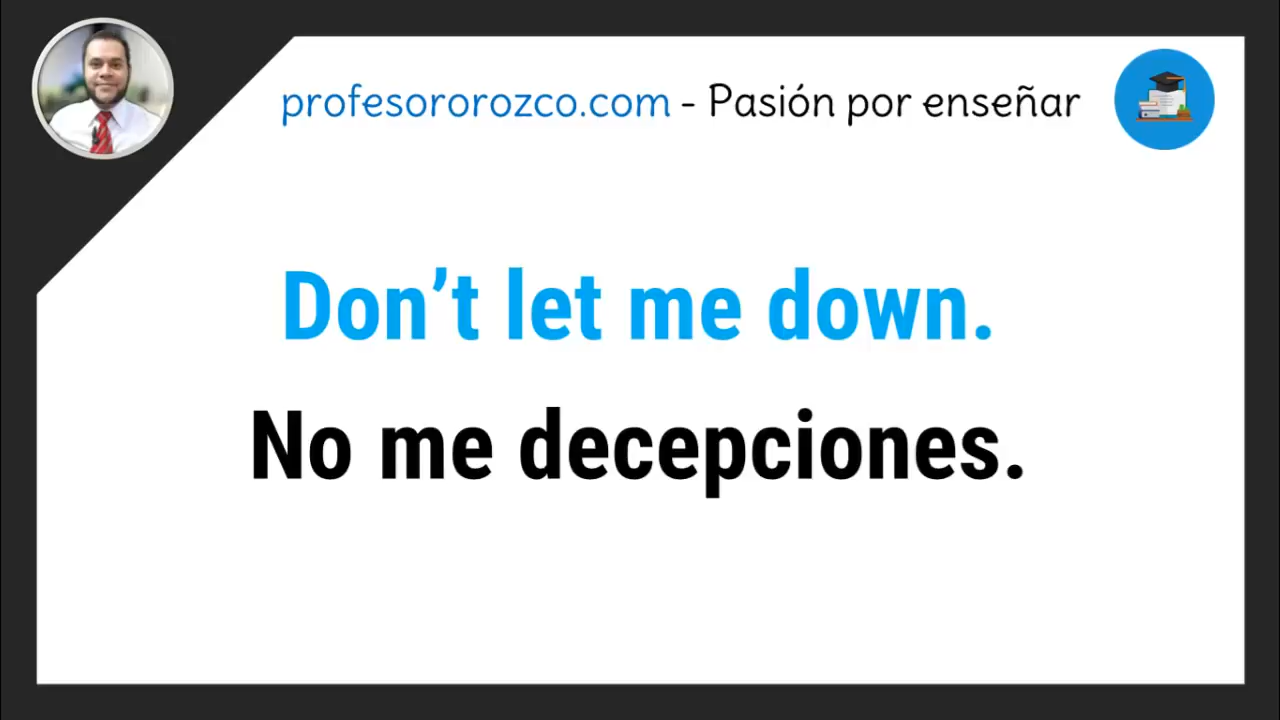 profesororozco.com - Pasión por enseñar
Don’t let me down.
No me decepciones.